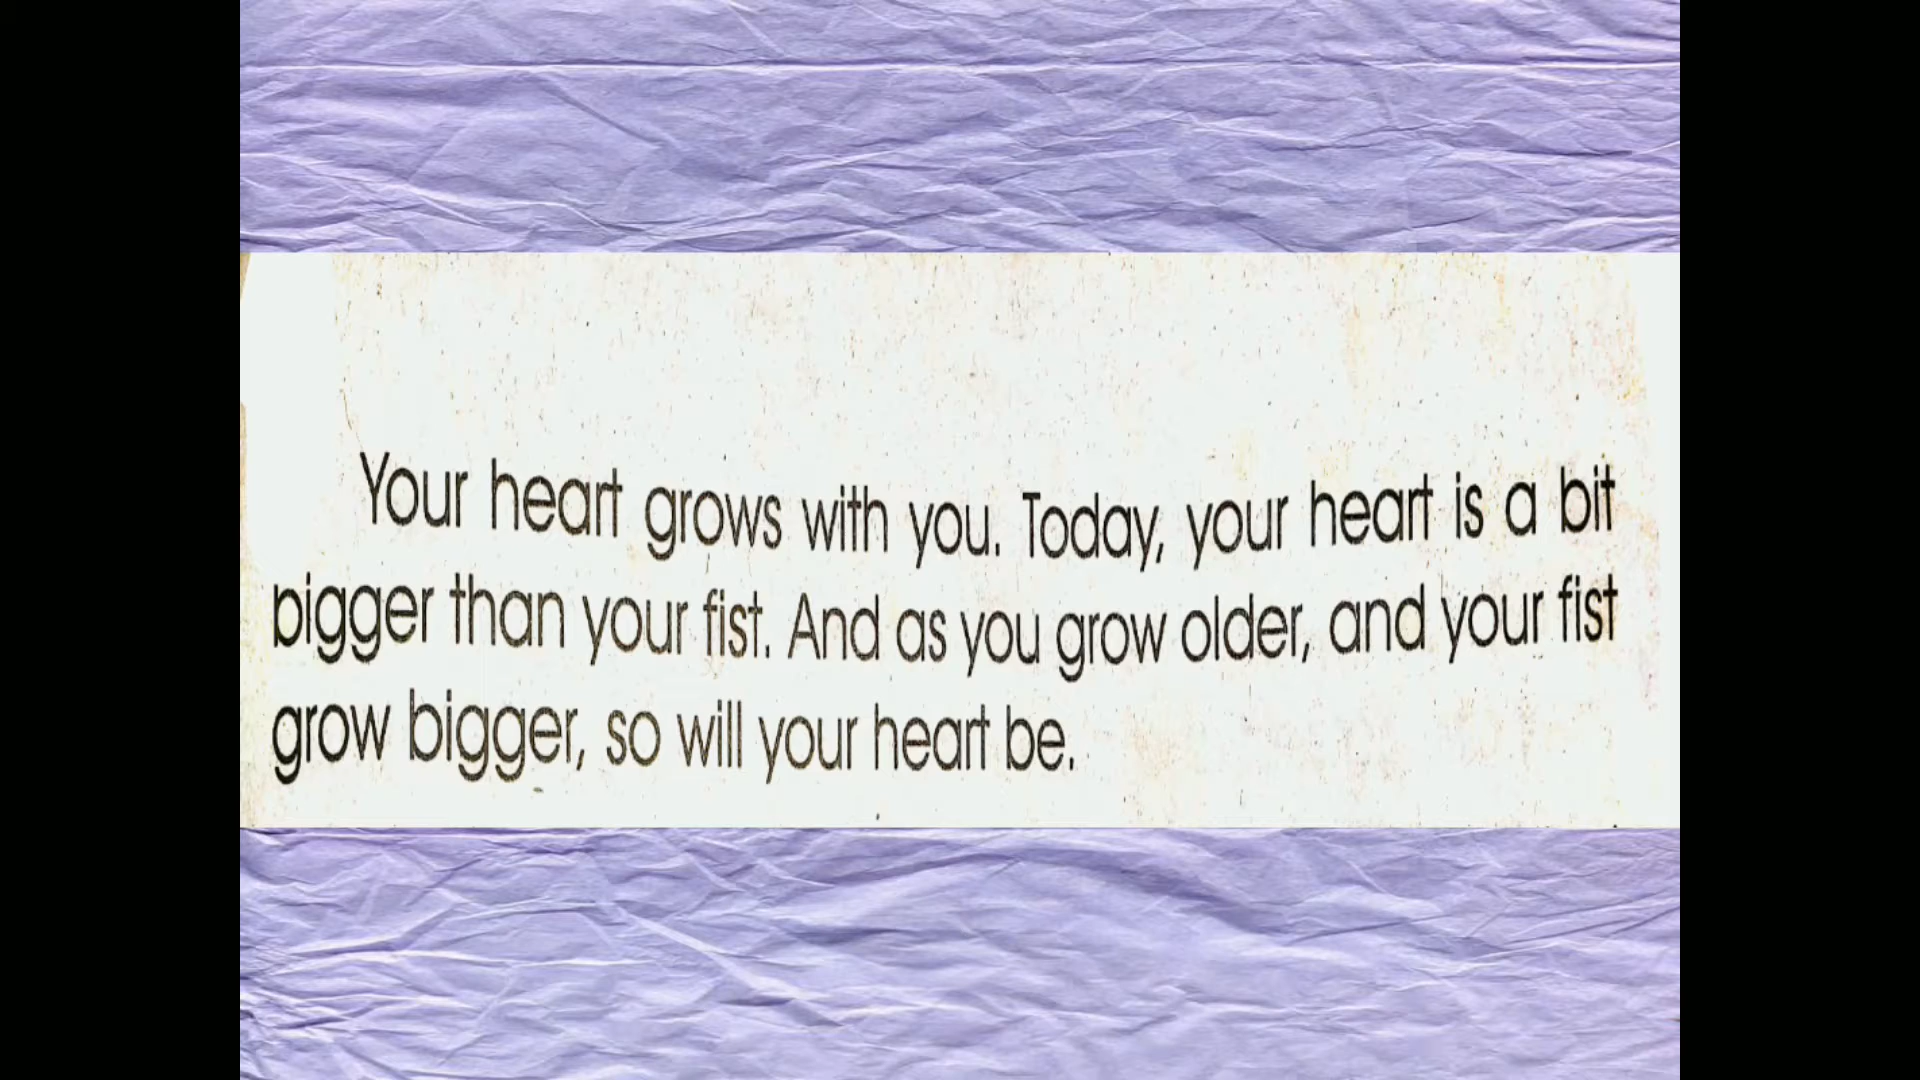 Your heart grows with you. Today, your heart is a bit
bigger than your fist. And as you grow older, and your fist
grow bigger, so will your heart be.